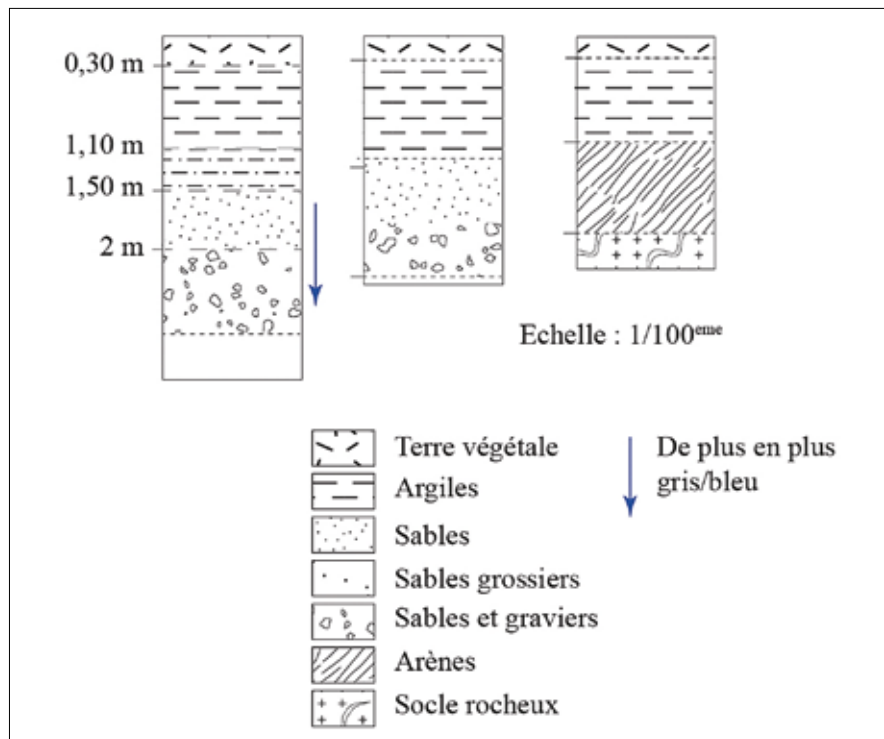 0,30 m
1,10 m
1,50 m
2 m
Echelle : 1/100eme
Terre végétale
Argiles
Sables
Sables grossiers
Sables et graviers
Arènes
Socle rocheux
De plus en plus
gris/bleu